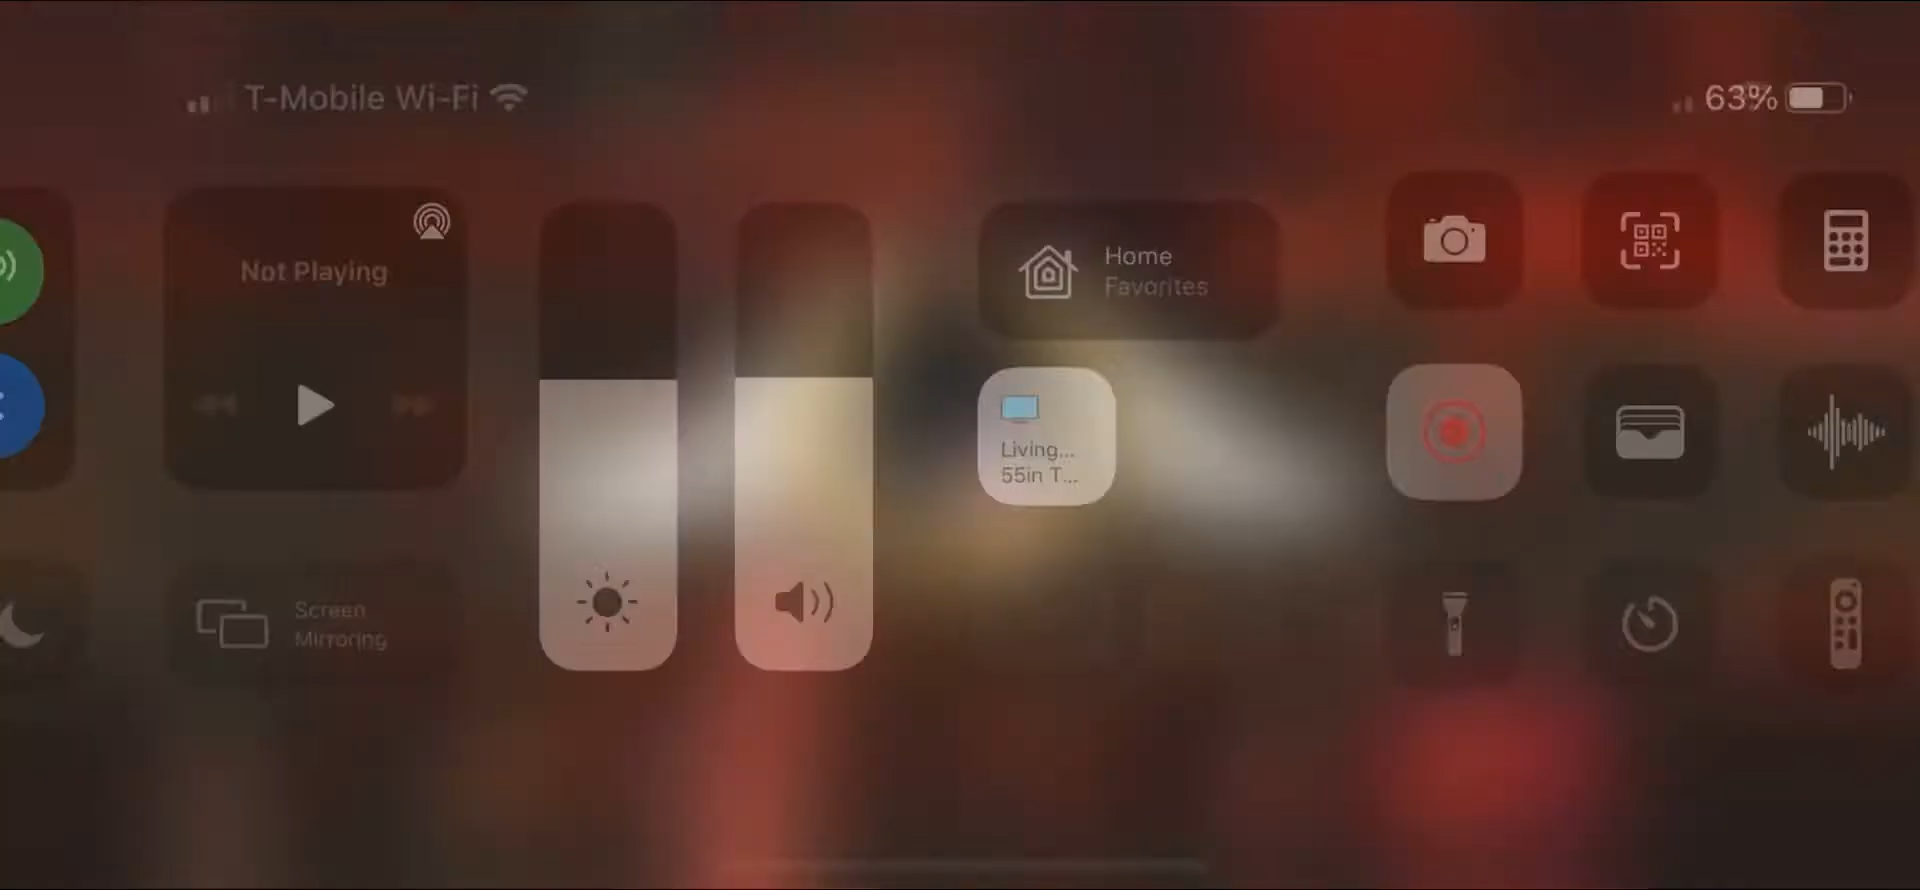 T-Mobile Wi-Fi
63%
Not Playing
Home
Favorites
Living...
55in T...
Screen
Mirroring